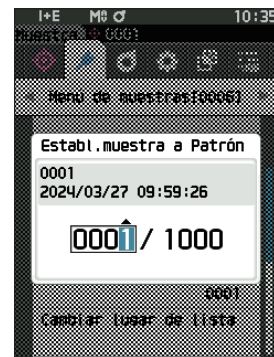 I+E M⁰ 10:35
Muestra 0001
Menú de muestras[0006]
Establ.muestra a Patrón
0001
2024/03/27 09:59:26
0001 / 1000
0001
Cambiar lugar de lista